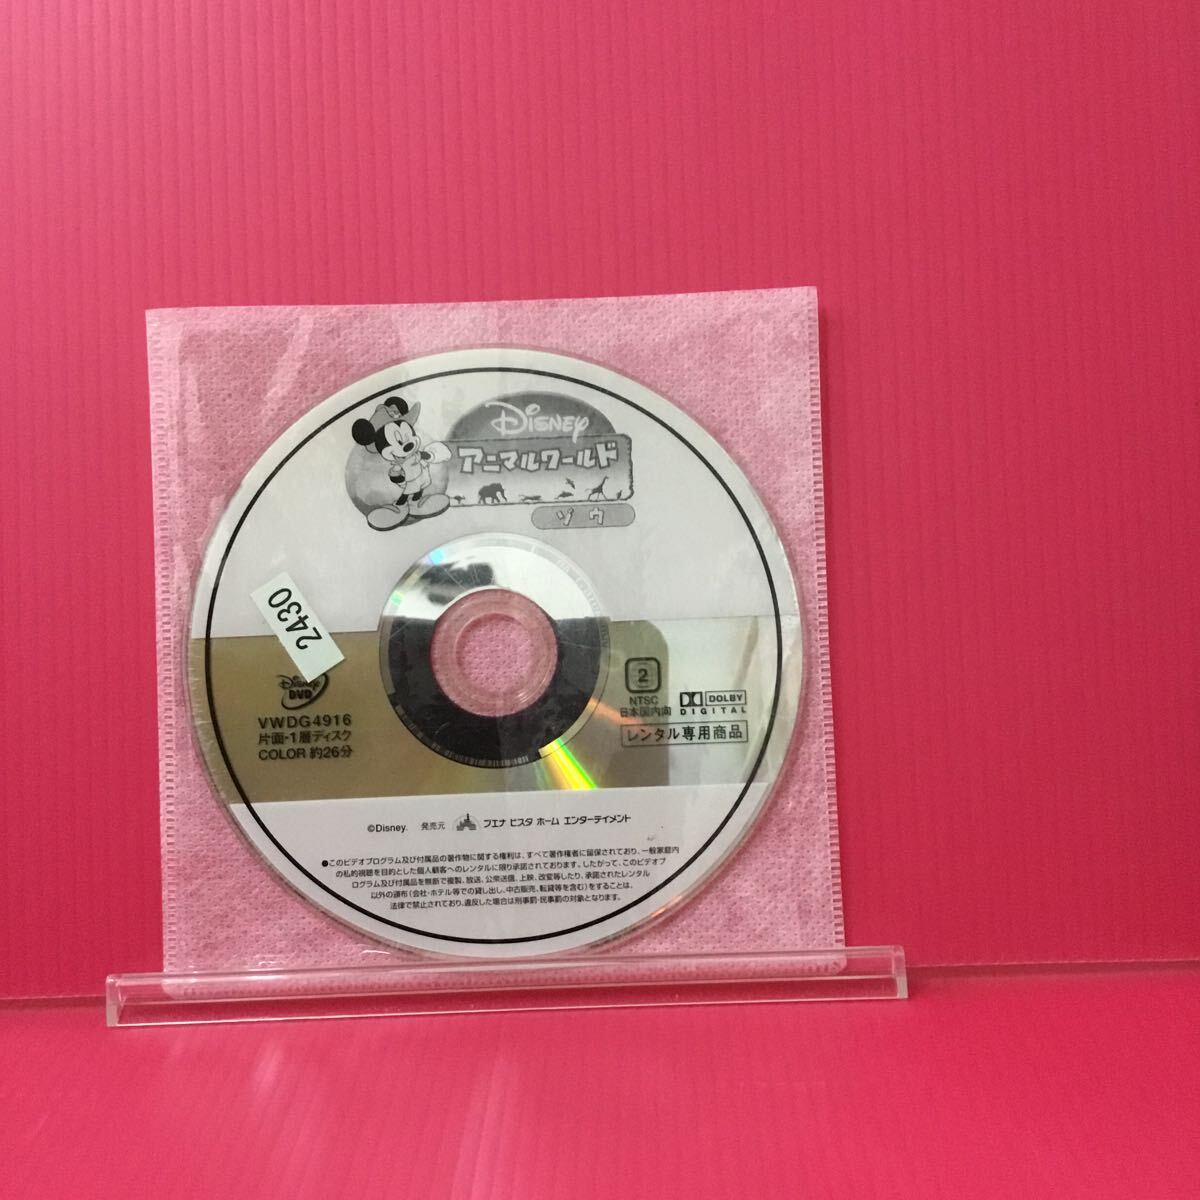 DISNEY
アニマルワールド
ゾウ
2430
Disney
DVD
VWDG4916
片面・1層ディスク
COLOR 約26分
2
NTSC
日本国内向
DOLBY
DIGITAL
レンタル専用商品
©Disney. 発売元 ブエナ ビスタ ホーム エンターテイメント
●このビデオプログラム及び付属品の著作物に関する権利は、すべて著作権者に留保されており、一般家庭内
の私的視聴を目的とした個人顧客へのレンタルに限り承諾されております。したがって、このビデオプ
ログラム及び付属品を無断で複製、放送、公衆送信、上映、改変等したり、承諾されたレンタル
以外の頒布(会社・ホテル等での貸し出し、中古販売、転貸等を含む)をすることは、
法律で禁止されており、違反した場合は刑事罰・民事罰の対象となります。